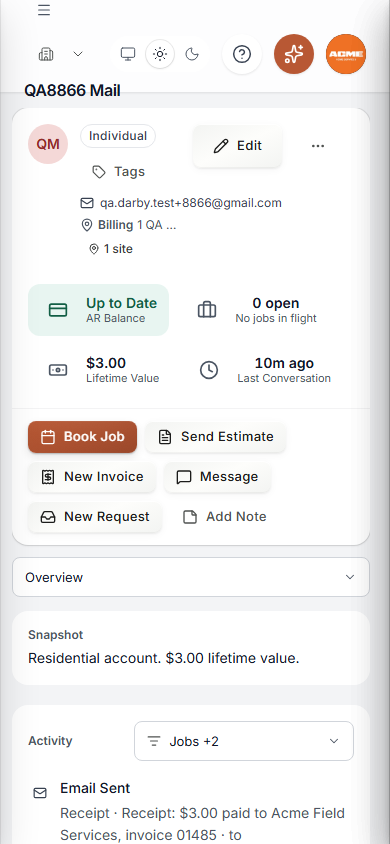 ACME
QA8866 Mail
QM
Individual
Edit
Tags
qa.darby.test+8866@gmail.com
Billing 1 QA ...
1 site
Up to Date
AR Balance
0 open
No jobs in flight
$3.00
Lifetime Value
10m ago
Last Conversation
Book Job
Send Estimate
New Invoice
Message
New Request
Add Note
Overview
Snapshot
Residential account. $3.00 lifetime value.
Activity
Jobs +2
Email Sent
Receipt · Receipt: $3.00 paid to Acme Field
Services, invoice 01485 · to